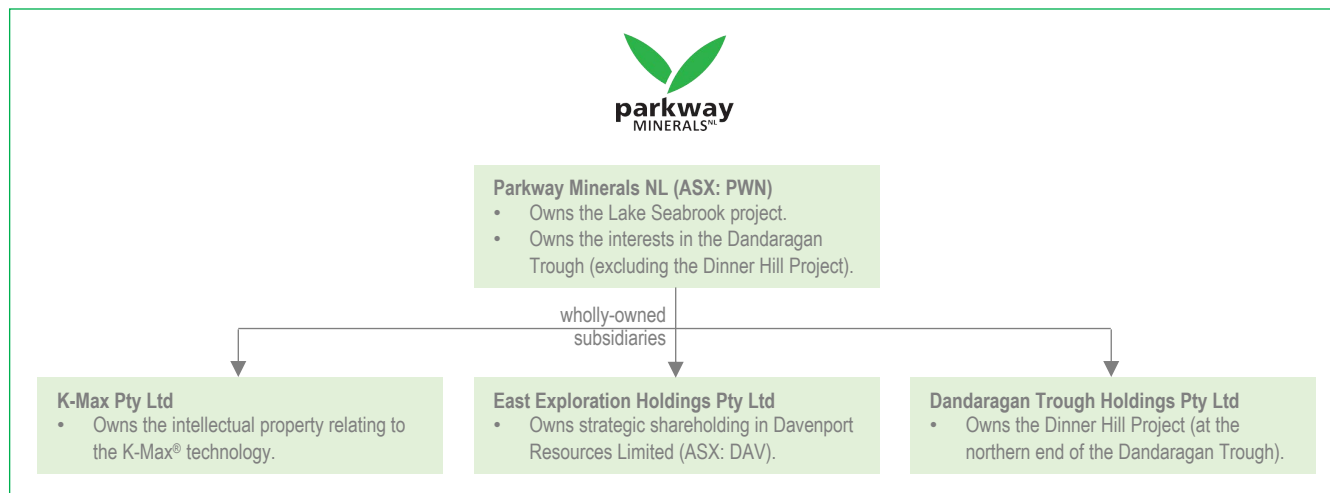 parkway
MINERALSNL
Parkway Minerals NL (ASX: PWN)
• Owns the Lake Seabrook project.
• Owns the interests in the Dandaragan
Trough (excluding the Dinner Hill Project).
wholly-owned
subsidiaries
K-Max Pty Ltd
• Owns the intellectual property relating to
the K-Max® technology.
East Exploration Holdings Pty Ltd
• Owns strategic shareholding in Davenport
Resources Limited (ASX: DAV).
Dandaragan Trough Holdings Pty Ltd
• Owns the Dinner Hill Project (at the
northern end of the Dandaragan Trough).